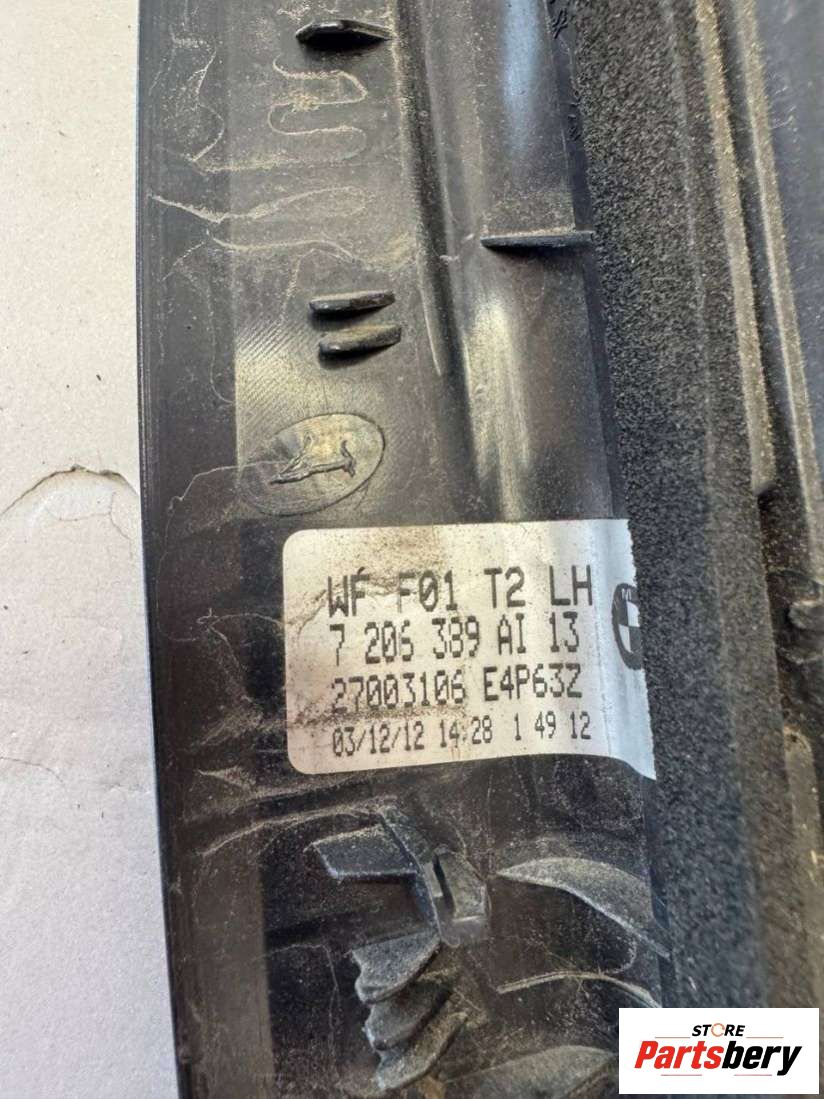 WF F01 T2 LH
7 206 389 AI 13
27003106 E4P63Z
03/12/12 14:28 1 49 12
STORE
Partsbery